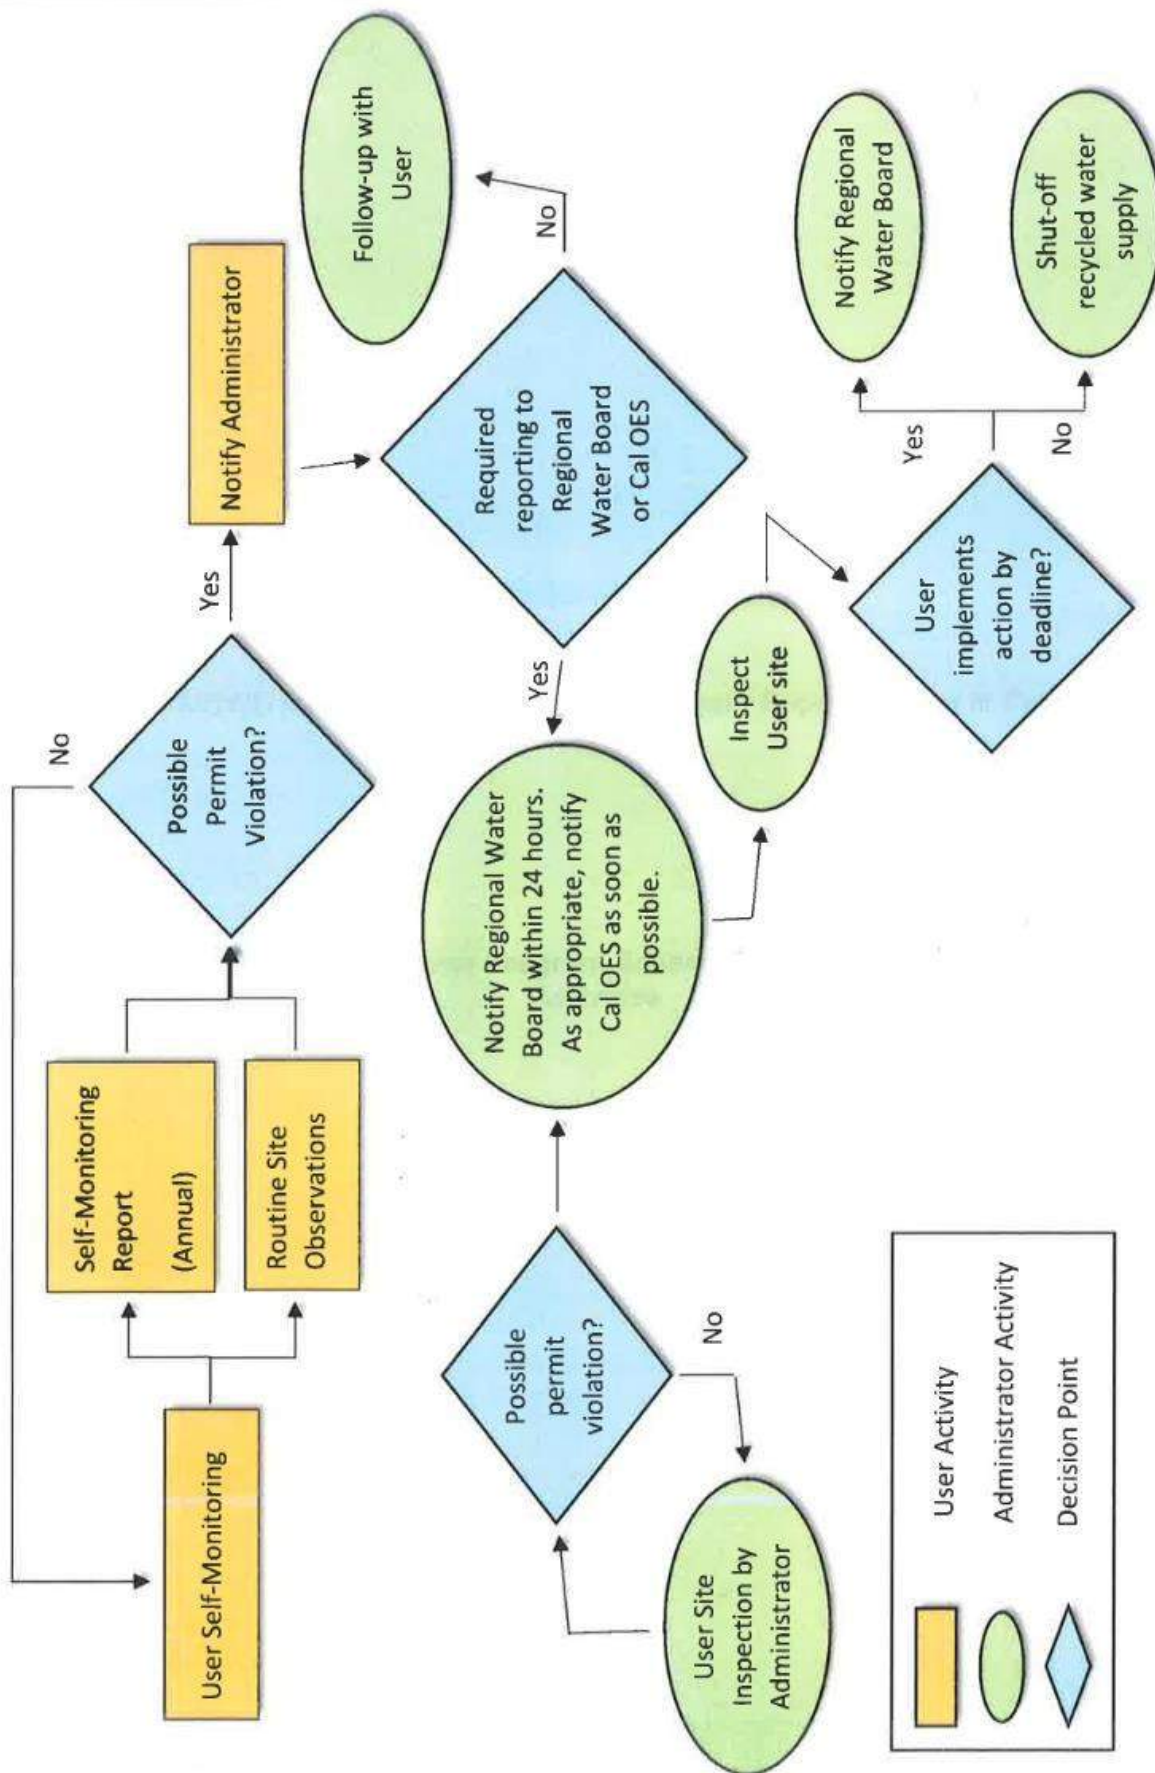 No
User Self-Monitoring
Self-Monitoring
Report
(Annual)
Routine Site
Observations
Possible
Permit
Violation?
Yes
Notify Administrator
User Site
Inspection by
Administrator
No
Possible
permit
violation?
Notify Regional Water
Board within 24 hours.
As appropriate, notify
Cal OES as soon as
possible.
Yes
Required
reporting to
Regional
Water Board
or Cal OES
No
Follow-up with
User
Inspect
User site
User
implements
action by
deadline?
Yes
Notify Regional
Water Board
No
Shut-off
recycled water
supply
User Activity
Administrator Activity
Decision Point